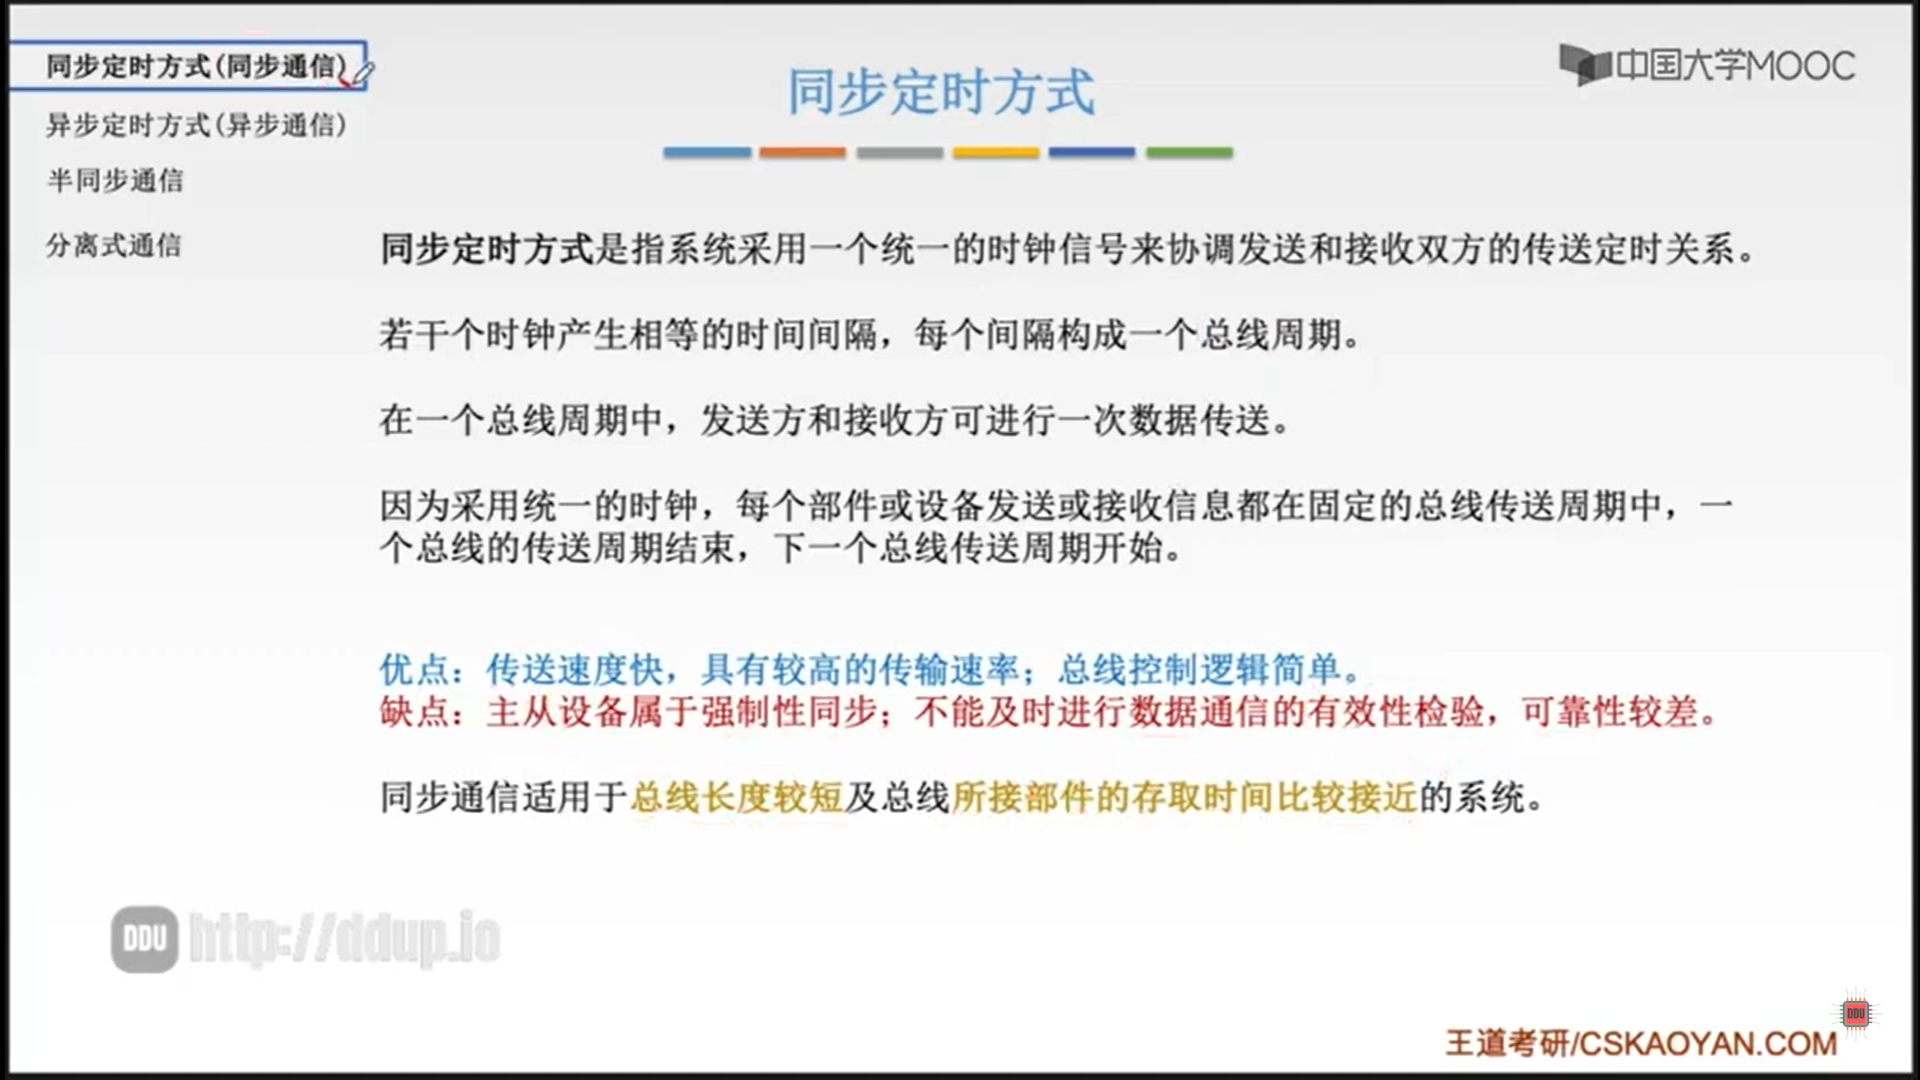 同步定时方式(同步通信)
异步定时方式(异步通信)
半同步通信
分离式通信
同步定时方式
中国大学MOOC
同步定时方式是指系统采用一个统一的时钟信号来协调发送和接收双方的传送定时关系。
若干个时钟产生相等的时间间隔，每个间隔构成一个总线周期。
在一个总线周期中，发送方和接收方可进行一次数据传送。
因为采用统一的时钟，每个部件或设备发送或接收信息都在固定的总线传送周期中，一
个总线的传送周期结束，下一个总线传送周期开始。
优点：传送速度快，具有较高的传输速率；总线控制逻辑简单。
缺点：主从设备属于强制性同步；不能及时进行数据通信的有效性检验，可靠性较差。
同步通信适用于总线长度较短及总线所接部件的存取时间比较接近的系统。
DDU http://ddup.io
DDU
王道考研/CSKAOYAN.COM